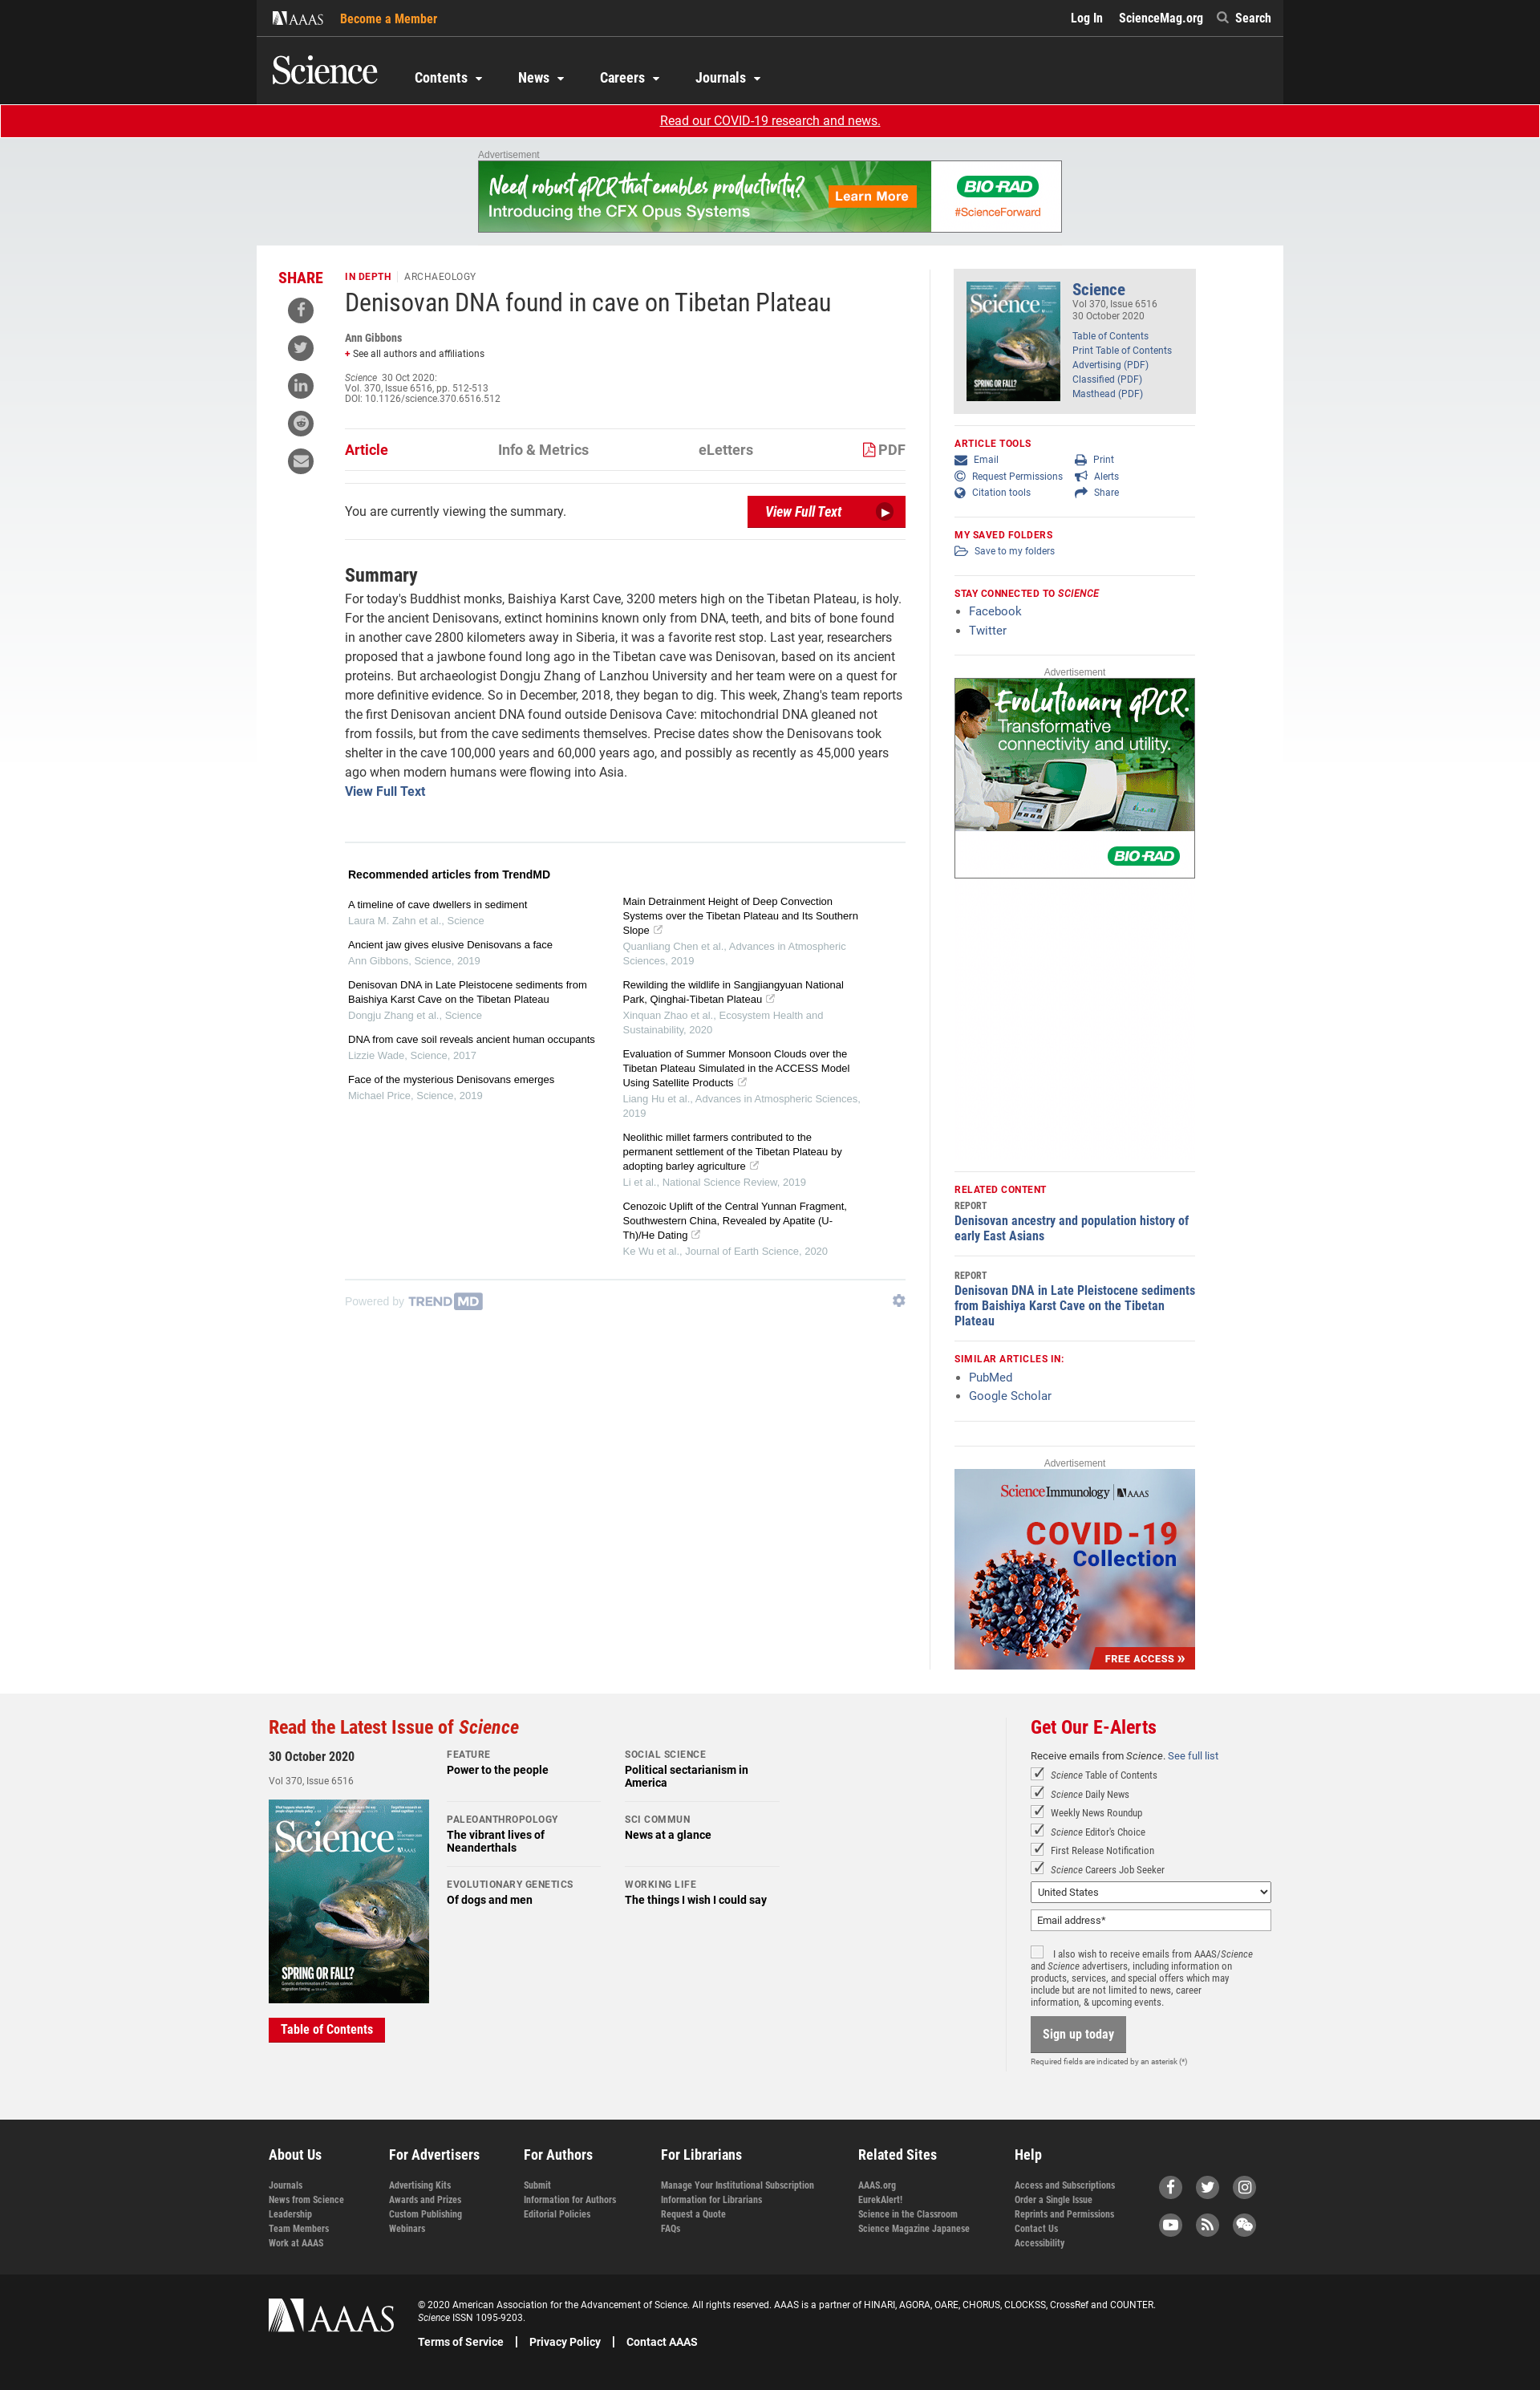 AAAS
Become a Member
Log In
ScienceMag.org
Search
Science
Contents
News
Careers
Journals
Read our COVID-19 research and news.
Advertisement
Need robust qPCR that enables productivity?
Introducing the CFX Opus Systems
Learn More
BIO-RAD
#ScienceForward
SHARE
IN DEPTH
ARCHAEOLOGY
Denisovan DNA found in cave on Tibetan Plateau
Ann Gibbons
+ See all authors and affiliations
Science 30 Oct 2020:
Vol. 370, Issue 6516, pp. 512-513
DOI: 10.1126/science.370.6516.512
Article
Info & Metrics
eLetters
PDF
You are currently viewing the summary.
View Full Text
Summary
For today's Buddhist monks, Baishiya Karst Cave, 3200 meters high on the Tibetan Plateau, is holy.
For the ancient Denisovans, extinct hominins known only from DNA, teeth, and bits of bone found
in another cave 2800 kilometers away in Siberia, it was a favorite rest stop. Last year, researchers
proposed that a jawbone found long ago in the Tibetan cave was Denisovan, based on its ancient
proteins. But archaeologist Dongju Zhang of Lanzhou University and her team were on a quest for
more definitive evidence. So in December, 2018, they began to dig. This week, Zhang's team reports
the first Denisovan ancient DNA found outside Denisova Cave: mitochondrial DNA gleaned not
from fossils, but from the cave sediments themselves. Precise dates show the Denisovans took
shelter in the cave 100,000 years and 60,000 years ago, and possibly as recently as 45,000 years
ago when modern humans were flowing into Asia.
View Full Text
Recommended articles from TrendMD
A timeline of cave dwellers in sediment
Laura M. Zahn et al., Science
Ancient jaw gives elusive Denisovans a face
Ann Gibbons, Science, 2019
Denisovan DNA in Late Pleistocene sediments from
Baishiya Karst Cave on the Tibetan Plateau
Dongju Zhang et al., Science
DNA from cave soil reveals ancient human occupants
Lizzie Wade, Science, 2017
Face of the mysterious Denisovans emerges
Michael Price, Science, 2019
Main Detrainment Height of Deep Convection
Systems over the Tibetan Plateau and Its Southern
Slope
Quanliang Chen et al., Advances in Atmospheric
Sciences, 2019
Rewilding the wildlife in Sangjiangyuan National
Park, Qinghai-Tibetan Plateau
Xinquan Zhao et al., Ecosystem Health and
Sustainability, 2020
Evaluation of Summer Monsoon Clouds over the
Tibetan Plateau Simulated in the ACCESS Model
Using Satellite Products
Liang Hu et al., Advances in Atmospheric Sciences,
2019
Neolithic millet farmers contributed to the
permanent settlement of the Tibetan Plateau by
adopting barley agriculture
Li et al., National Science Review, 2019
Cenozoic Uplift of the Central Yunnan Fragment,
Southwestern China, Revealed by Apatite (U-
Th)/He Dating
Ke Wu et al., Journal of Earth Science, 2020
Powered by TREND MD
Science
SPRING OR FALL?
Science
Vol 370, Issue 6516
30 October 2020
Table of Contents
Print Table of Contents
Advertising (PDF)
Classified (PDF)
Masthead (PDF)
ARTICLE TOOLS
Email
Print
Request Permissions
Alerts
Citation tools
Share
MY SAVED FOLDERS
Save to my folders
STAY CONNECTED TO SCIENCE
Facebook
Twitter
Advertisement
Evolutionary qPCR.
Transformative
connectivity and utility.
BIO-RAD
RELATED CONTENT
REPORT
Denisovan ancestry and population history of
early East Asians
REPORT
Denisovan DNA in Late Pleistocene sediments
from Baishiya Karst Cave on the Tibetan
Plateau
SIMILAR ARTICLES IN:
PubMed
Google Scholar
Advertisement
Science Immunology AAAS
COVID-19
Collection
FREE ACCESS »
Read the Latest Issue of Science
30 October 2020
Vol 370, Issue 6516
Science
AAAS
SPRING OR FALL?
Table of Contents
FEATURE
Power to the people
PALEOANTHROPOLOGY
The vibrant lives of
Neanderthals
EVOLUTIONARY GENETICS
Of dogs and men
SOCIAL SCIENCE
Political sectarianism in
America
SCI COMMUN
News at a glance
WORKING LIFE
The things I wish I could say
Get Our E-Alerts
Receive emails from Science. See full list
Science Table of Contents
Science Daily News
Weekly News Roundup
Science Editor's Choice
First Release Notification
Science Careers Job Seeker
United States
Email address*
I also wish to receive emails from AAAS/Science
and Science advertisers, including information on
products, services, and special offers which may
include but are not limited to news, career
information, & upcoming events.
Sign up today
Required fields are indicated by an asterisk (*)
About Us
Journals
News from Science
Leadership
Team Members
Work at AAAS
For Advertisers
Advertising Kits
Awards and Prizes
Custom Publishing
Webinars
For Authors
Submit
Information for Authors
Editorial Policies
For Librarians
Manage Your Institutional Subscription
Information for Librarians
Request a Quote
FAQs
Related Sites
AAAS.org
EurekAlert!
Science in the Classroom
Science Magazine Japanese
Help
Access and Subscriptions
Order a Single Issue
Reprints and Permissions
Contact Us
Accessibility
AAAS
© 2020 American Association for the Advancement of Science. All rights reserved. AAAS is a partner of HINARI, AGORA, OARE, CHORUS, CLOCKSS, CrossRef and COUNTER.
Science ISSN 1095-9203.
Terms of Service
Privacy Policy
Contact AAAS